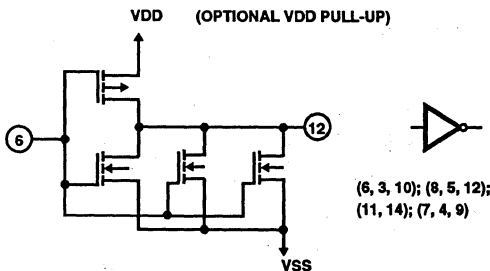 VDD (OPTIONAL VDD PULL-UP)
6
12
(6, 3, 10); (8, 5, 12);
(11, 14); (7, 4, 9)
VSS